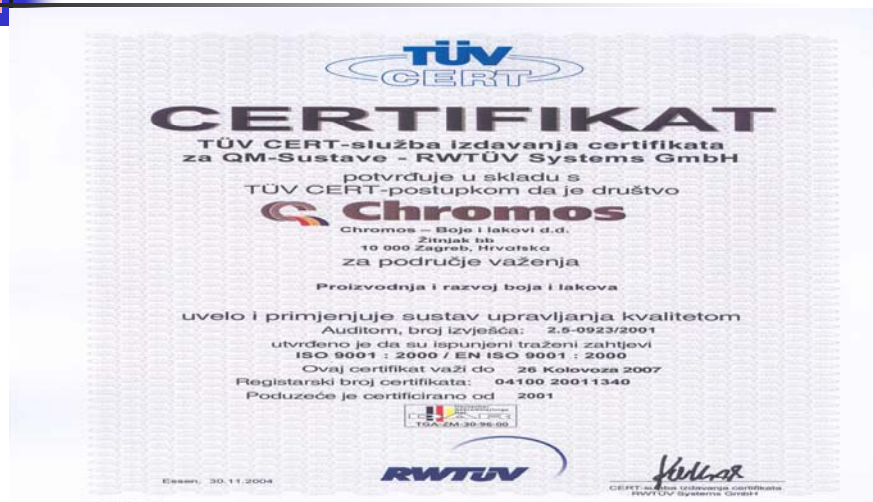 TÜV
CERT
CERTIFIKAT
TÜV CERT-služba izdavanja certifikata
za QM-Sustave - RWTÜV Systems GmbH
potvrđuje u skladu s
TÜV CERT-postupkom da je društvo
Chromos
Chromos – Boje i lakovi d.d.
Žitnjak bb
10 000 Zagreb, Hrvatska
za područje važenja
Proizvodnja i razvoj boja i lakova
uvelo i primjenjuje sustav upravljanja kvalitetom
Auditom, broj izvješća: 2.5-0923/2001
utvrđeno je da su ispunjeni traženi zahtjevi
ISO 9001 : 2000 / EN ISO 9001 : 2000
Ovaj certifikat važi do 26 Kolovoza 2007
Registarski broj certifikata: 04100 20011340
Poduzeće je certificirano od 2001
TGA-ZM-30-96-00
RWTÜV
Essen, 30.11.2004
CERT-služba izdavanja certifikata
RWTÜV Systems GmbH